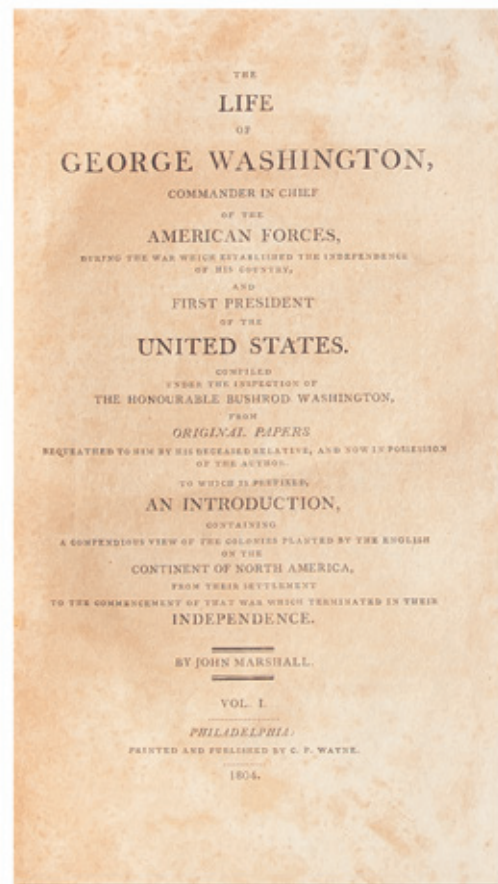 THE
LIFE
OF
GEORGE WASHINGTON,
COMMANDER IN CHIEF
OF THE
AMERICAN FORCES,
DURING THE WAR WHICH ESTABLISHED THE INDEPENDENCE
OF HIS COUNTRY,
AND
FIRST PRESIDENT
OF THE
UNITED STATES.
COMPILED
UNDER THE INSPECTION OF
THE HONOURABLE BUSHROD WASHINGTON,
FROM
ORIGINAL PAPERS
BEQUEATHED TO HIM BY HIS DECEASED RELATIVE, AND NOW IN POSSESSION
OF THE AUTHOR.
TO WHICH IS PREFIXED,
AN INTRODUCTION,
CONTAINING
A COMPENDIOUS VIEW OF THE COLONIES PLANTED BY THE ENGLISH
ON THE
CONTINENT OF NORTH AMERICA,
FROM THEIR SETTLEMENT
TO THE COMMENCEMENT OF THAT WAR WHICH TERMINATED IN THEIR
INDEPENDENCE.
BY JOHN MARSHALL.
VOL. I.
PHILADELPHIA:
PRINTED AND PUBLISHED BY C. P. WAYNE.
1804.